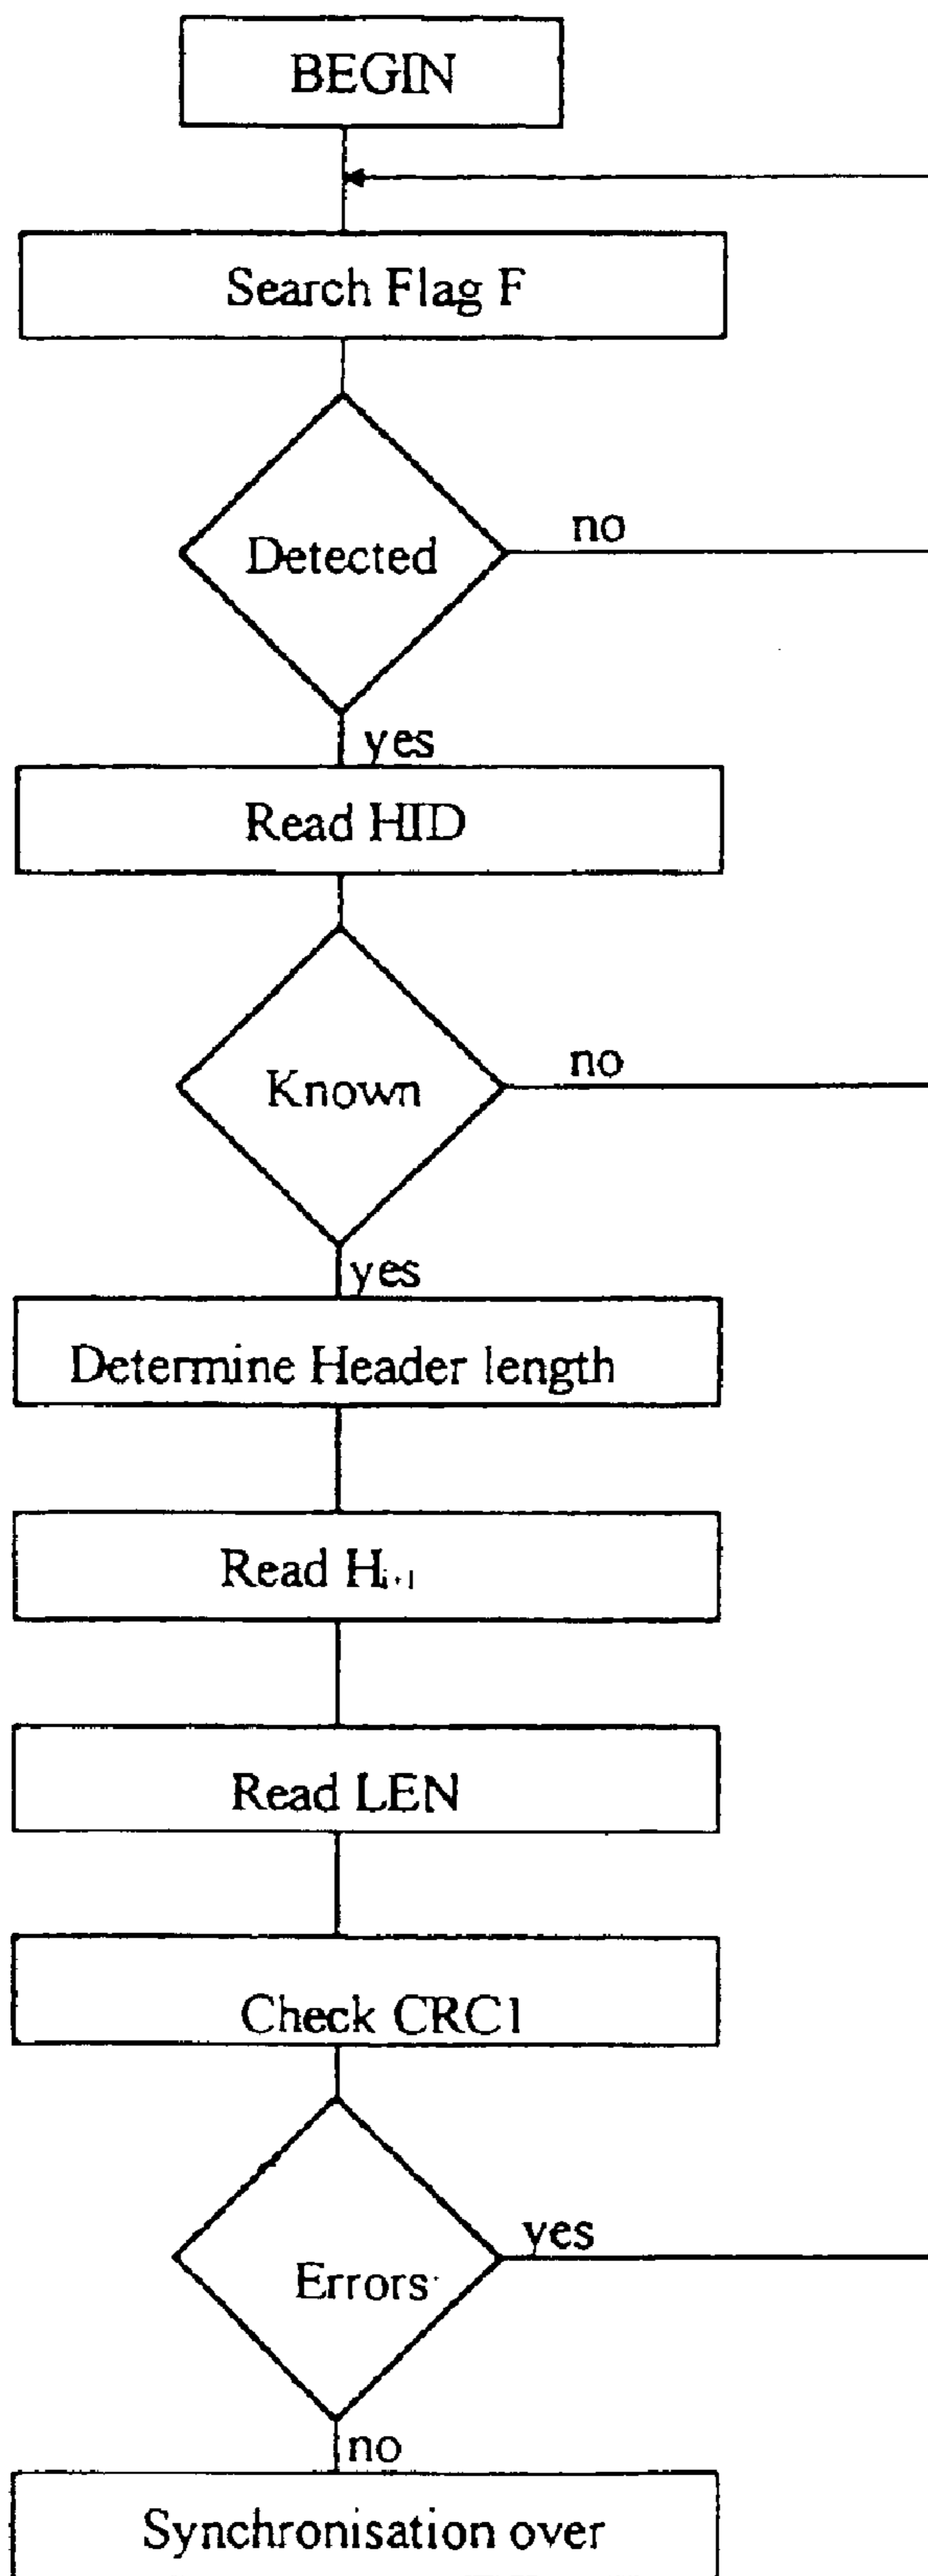 BEGIN
Search Flag F
Detected
no
yes
Read HID
Known
no
yes
Determine Header length
Read Hi+1
Read LEN
Check CRC1
Errors
yes
no
Synchronisation over